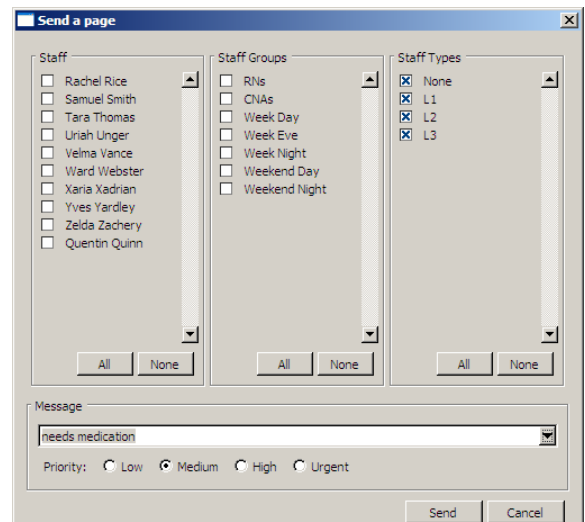 Send a page
Staff
Rachel Rice
Samuel Smith
Tara Thomas
Uriah Unger
Velma Vance
Ward Webster
Xaria Xadrian
Yves Yardley
Zelda Zachery
Quentin Quinn
All None
Staff Groups
RNs
CNAs
Week Day
Week Eve
Week Night
Weekend Day
Weekend Night
All None
Staff Types
None
L1
L2
L3
All None
Message
needs medication
Priority: Low Medium High Urgent
Send Cancel